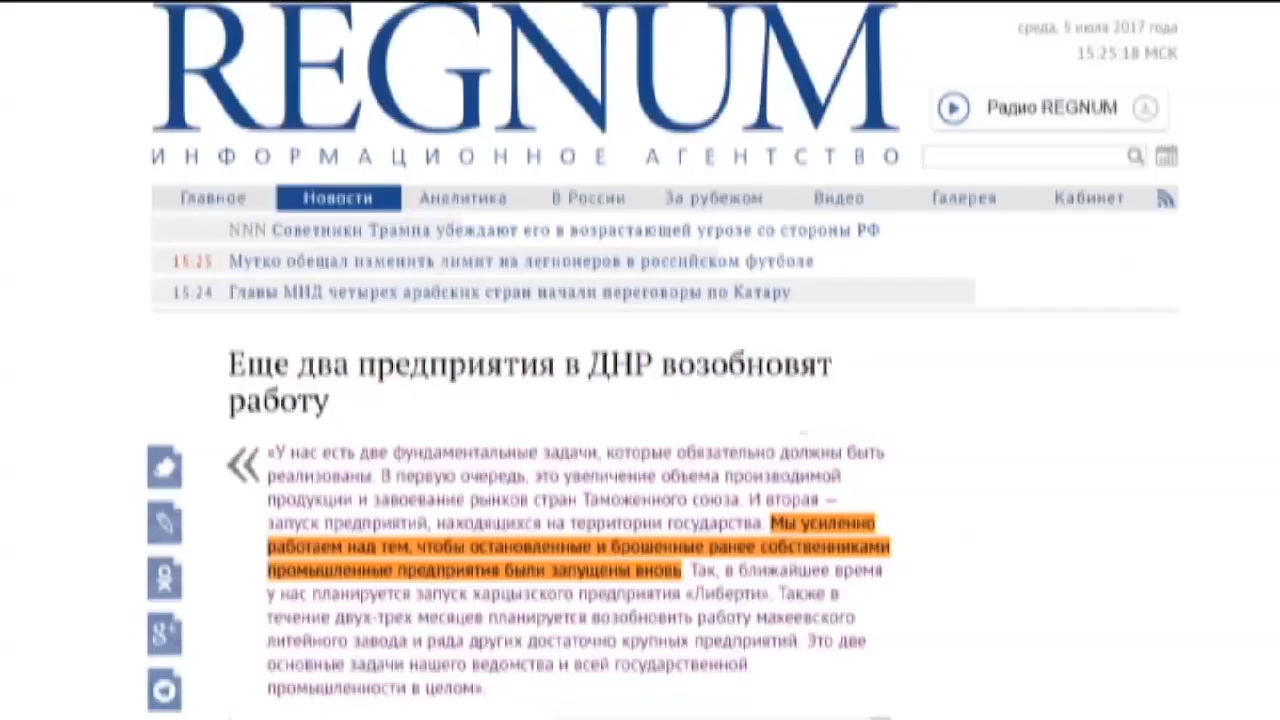 REGNUM
ИНФОРМАЦИОННОЕ АГЕНТСТВО
среда, 5 июля 2017 года
15:25:18 МСК
Радио REGNUM
Главное Новости Аналитика В России За рубежом Видео Галерея Кабинет
NNN Советники Трампа убеждают его в возрастающей угрозе со стороны РФ
15:25 Мутко обещал изменить лимит на легионеров в российском футболе
15:24 Главы МИД четырех арабских стран начали переговоры по Катару
Еще два предприятия в ДНР возобновят
работу
«У нас есть две фундаментальные задачи, которые обязательно должны быть
реализованы. В первую очередь, это увеличение объема производимой
продукции и завоевание рынков стран Таможенного союза. И вторая —
запуск предприятий, находящихся на территории государства. Мы усиленно
работаем над тем, чтобы остановленные и брошенные ранее собственниками
промышленные предприятия были запущены вновь. Так, в ближайшее время
у нас планируется запуск харцызского предприятия «Либерти». Также в
течение двух-трех месяцев планируется возобновить работу макеевского
литейного завода и ряда других достаточно крупных предприятий. Это две
основные задачи нашего ведомства и всей государственной
промышленности в целом».